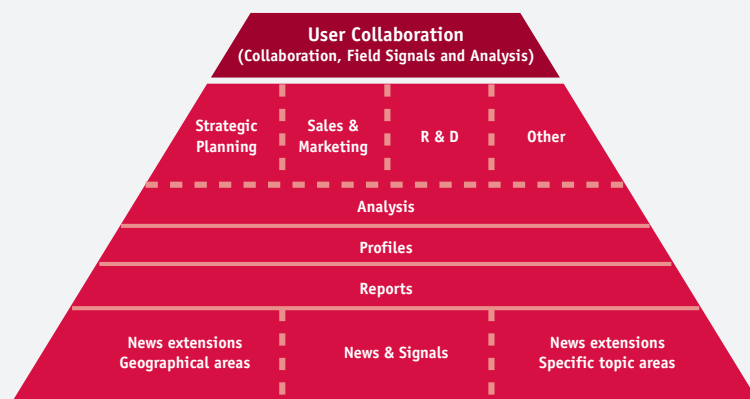 User Collaboration
(Collaboration, Field Signals and Analysis)
Strategic
Planning
Sales &
Marketing
R & D
Other
Analysis
Profiles
Reports
News extensions
Geographical areas
News & Signals
News extensions
Specific topic areas